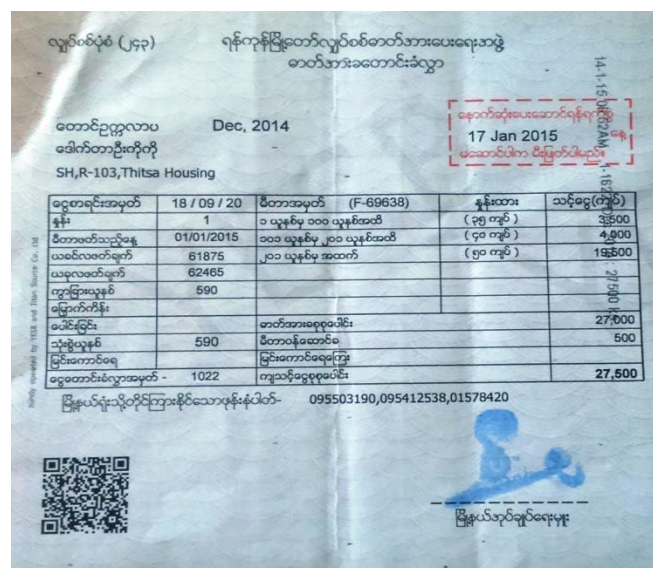 လျှပ်စစ်ပုံစံ (၂၄၃)
ရန်ကုန်မြို့တော်လျှပ်စစ်ဓာတ်အားပေးရေးအဖွဲ့
ဓာတ်အားခတောင်းခံလွှာ
တောင်ဥက္ကလာပ Dec, 2014
ဒေါက်တာဦးကိုကို
SH,R-103,Thitsa Housing
နောက်ဆုံးပေးဆောင်ရန်ရက်
17 Jan 2015 နေ့
မဆောင်ပါက မီးဖြတ်ပါမည်။
ငွေစာရင်းအမှတ် 18 / 09 / 20 မီတာအမှတ် (F-69638) နှုန်းထား သင့်ငွေ(ကျပ်)
နှုန်း 1 ၁ ယူနစ်မှ ၁၀၀ ယူနစ်အထိ ( ၃၅ ကျပ် ) 3,500
မီတာဖတ်သည့်နေ့ 01/01/2015 ၁၀၁ ယူနစ်မှ ၂၀၁ ယူနစ်အထိ ( ၄၀ ကျပ် ) 4,000
ယခင်လဖတ်ချက် 61875 ၂၀၁ ယူနစ်မှ အထက် ( ၅၀ ကျပ် ) 19,500
ယခုလဖတ်ချက် 62465
ကွာခြားယူနစ် 590
မြှောက်ကိန်း
ပေါင်းခြင်း ဓာတ်အားခစုစုပေါင်း 27,000
သုံးစွဲယူနစ် 590 မီတာဝန်ဆောင်ခ 500
မြင်းကောင်ရေ မြင်းကောင်ရေကြေး
ငွေတောင်းခံလွှာအမှတ် - 1022 ကျသင့်ငွေစုစုပေါင်း 27,500
မြို့နယ်ရုံးသို့တိုင်ကြားနိုင်သောဖုန်းနံပါတ်- 095503190,095412538,01578420
မြို့နယ်အုပ်ချုပ်ရေးမှူး